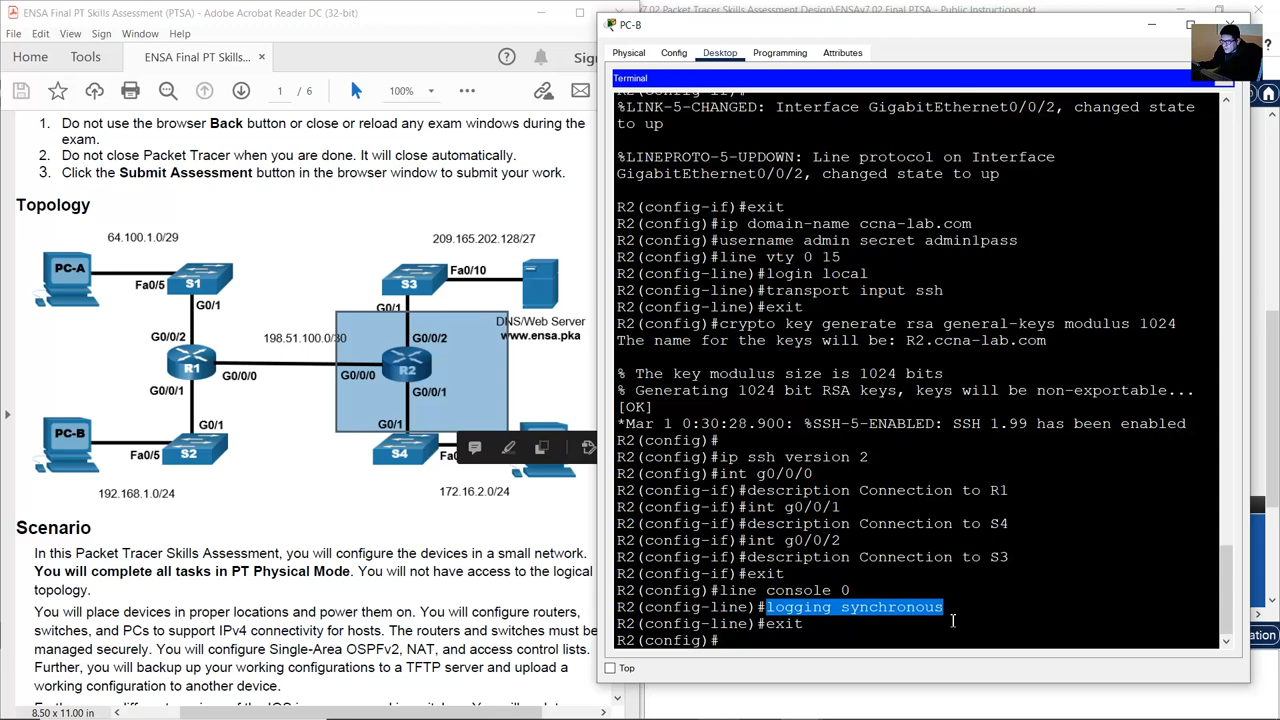 ENSA Final PT Skills Assessment (PTSA) - Adobe Acrobat Reader DC (32-bit)
File Edit View Sign Window Help
Home Tools ENSA Final PT Skills... × Sign
1 / 6 100%
1. Do not use the browser Back button or close or reload any exam windows during the
exam.
2. Do not close Packet Tracer when you are done. It will close automatically.
3. Click the Submit Assessment button in the browser window to submit your work.
Topology
64.100.1.0/29
209.165.202.128/27
PC-A
Fa0/5
S1
G0/1
S3
Fa0/10
G0/1
DNS/Web Server
www.ensa.pka
G0/0/2
198.51.100.0/30
G0/0/2
R1
G0/0/0
G0/0/0
R2
G0/0/1
G0/0/1
PC-B
Fa0/5
G0/1
S2
G0/1
S4
192.168.1.0/24
172.16.2.0/24
Scenario
In this Packet Tracer Skills Assessment, you will configure the devices in a small network.
You will complete all tasks in PT Physical Mode. You will not have access to the logical
topology.
You will place devices in proper locations and power them on. You will configure routers,
switches, and PCs to support IPv4 connectivity for hosts. The routers and switches must be
managed securely. You will configure Single-Area OSPFv2, NAT, and access control lists.
Further, you will backup your working configurations to a TFTP server and upload a
working configuration to another device.
8.50 x 11.00 in
PC-B
Physical Config Desktop Programming Attributes
Terminal
%LINK-5-CHANGED: Interface GigabitEthernet0/0/2, changed state
to up
%LINEPROTO-5-UPDOWN: Line protocol on Interface
GigabitEthernet0/0/2, changed state to up
R2(config-if)#exit
R2(config)#ip domain-name ccna-lab.com
R2(config)#username admin secret admin1pass
R2(config)#line vty 0 15
R2(config-line)#login local
R2(config-line)#transport input ssh
R2(config-line)#exit
R2(config)#crypto key generate rsa general-keys modulus 1024
The name for the keys will be: R2.ccna-lab.com
% The key modulus is 1024 bits
% Generating 1024 bit RSA keys, keys will be non-exportable...
[OK]
*Mar 1 0:30:28.900: %SSH-5-ENABLED: SSH 1.99 has been enabled
R2(config)#
R2(config)#ip ssh version 2
R2(config)#int g0/0/0
R2(config-if)#description Connection to R1
R2(config-if)#int g0/0/1
R2(config-if)#description Connection to S4
R2(config-if)#int g0/0/2
R2(config-if)#description Connection to S3
R2(config-if)#exit
R2(config)#line console 0
R2(config-line)#logging synchronous
R2(config-line)#exit
R2(config)#
Top